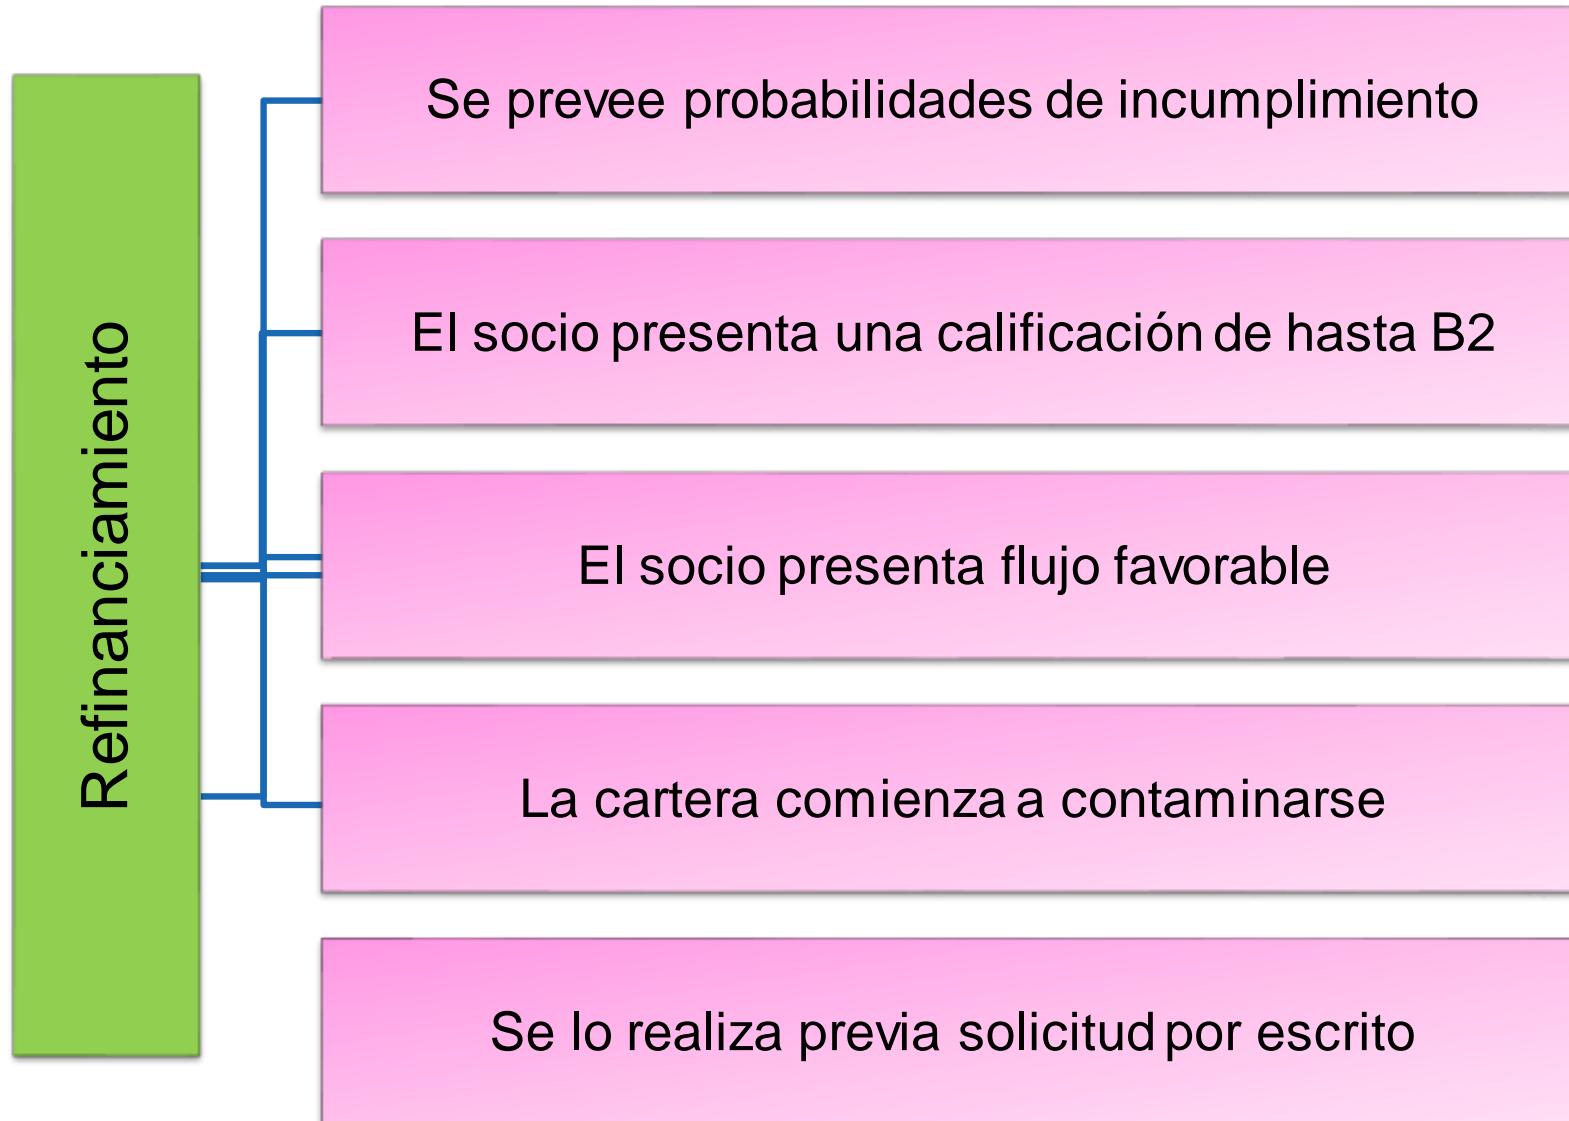 Refinanciamiento
Se prevee probabilidades de incumplimiento
El socio presenta una calificación de hasta B2
El socio presenta flujo favorable
La cartera comienza a contaminarse
Se lo realiza previa solicitud por escrito